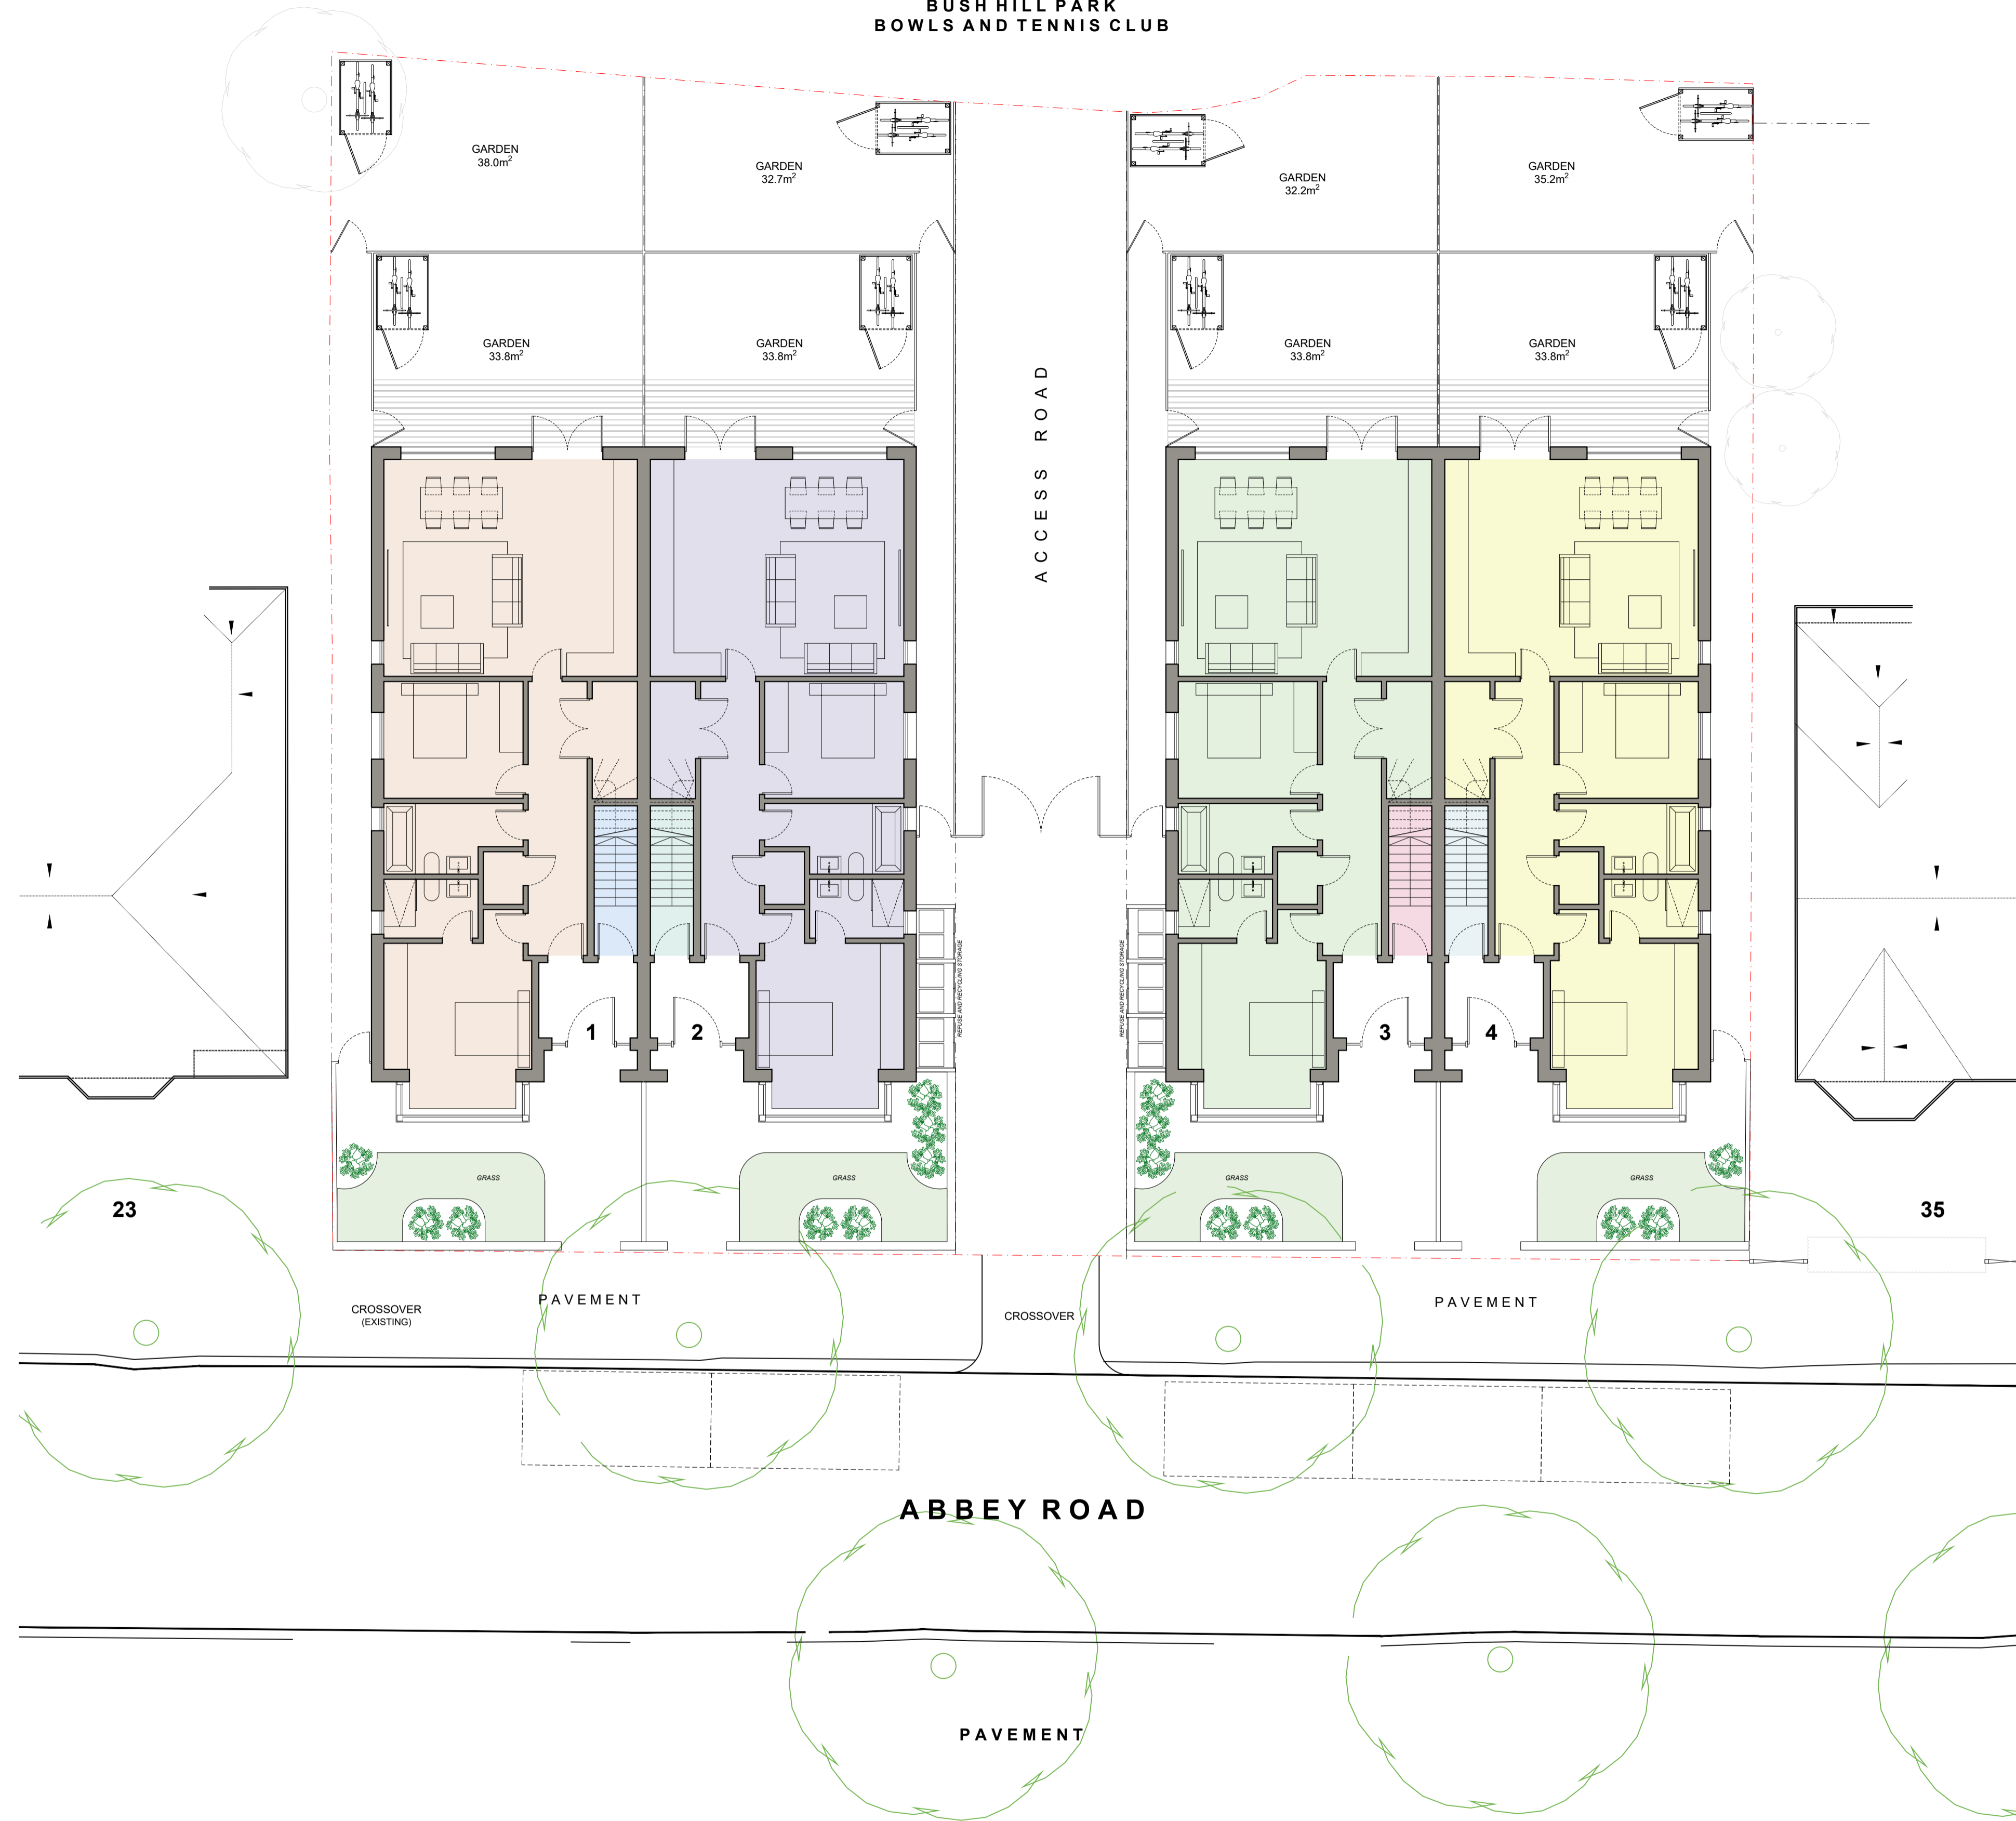 BUSH HILL PARK
BOWLS AND TENNIS CLUB
GARDEN
38.0m²
GARDEN
32.7m²
GARDEN
32.2m²
GARDEN
35.2m²
GARDEN
33.8m²
GARDEN
33.8m²
GARDEN
33.8m²
GARDEN
33.8m²
ACCESS ROAD
REFUSE AND RECYCLING STORAGE
REFUSE AND RECYCLING STORAGE
1
2
3
4
GRASS
GRASS
GRASS
GRASS
23
35
CROSSOVER
(EXISTING)
PAVEMENT
CROSSOVER
PAVEMENT
ABBEY ROAD
PAVEMENT